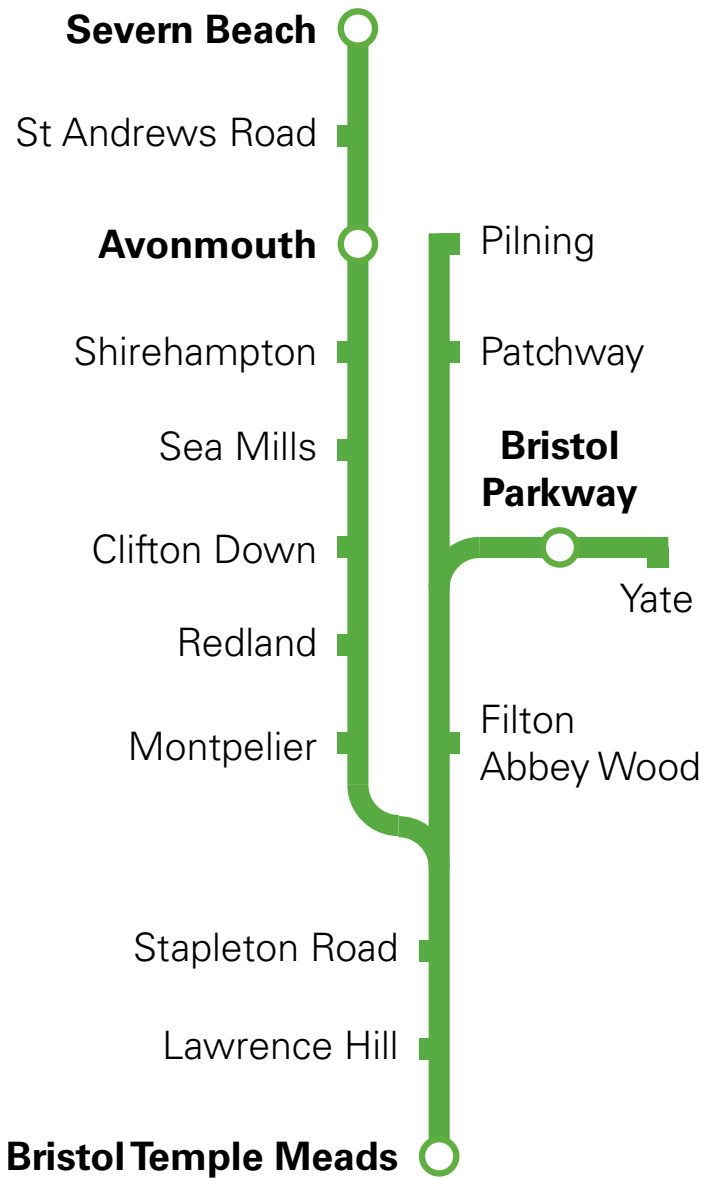 Severn Beach
St Andrews Road
Avonmouth
Pilning
Shirehampton
Patchway
Sea Mills
Bristol
Parkway
Clifton Down
Yate
Redland
Filton
Abbey Wood
Montpelier
Stapleton Road
Lawrence Hill
Bristol Temple Meads